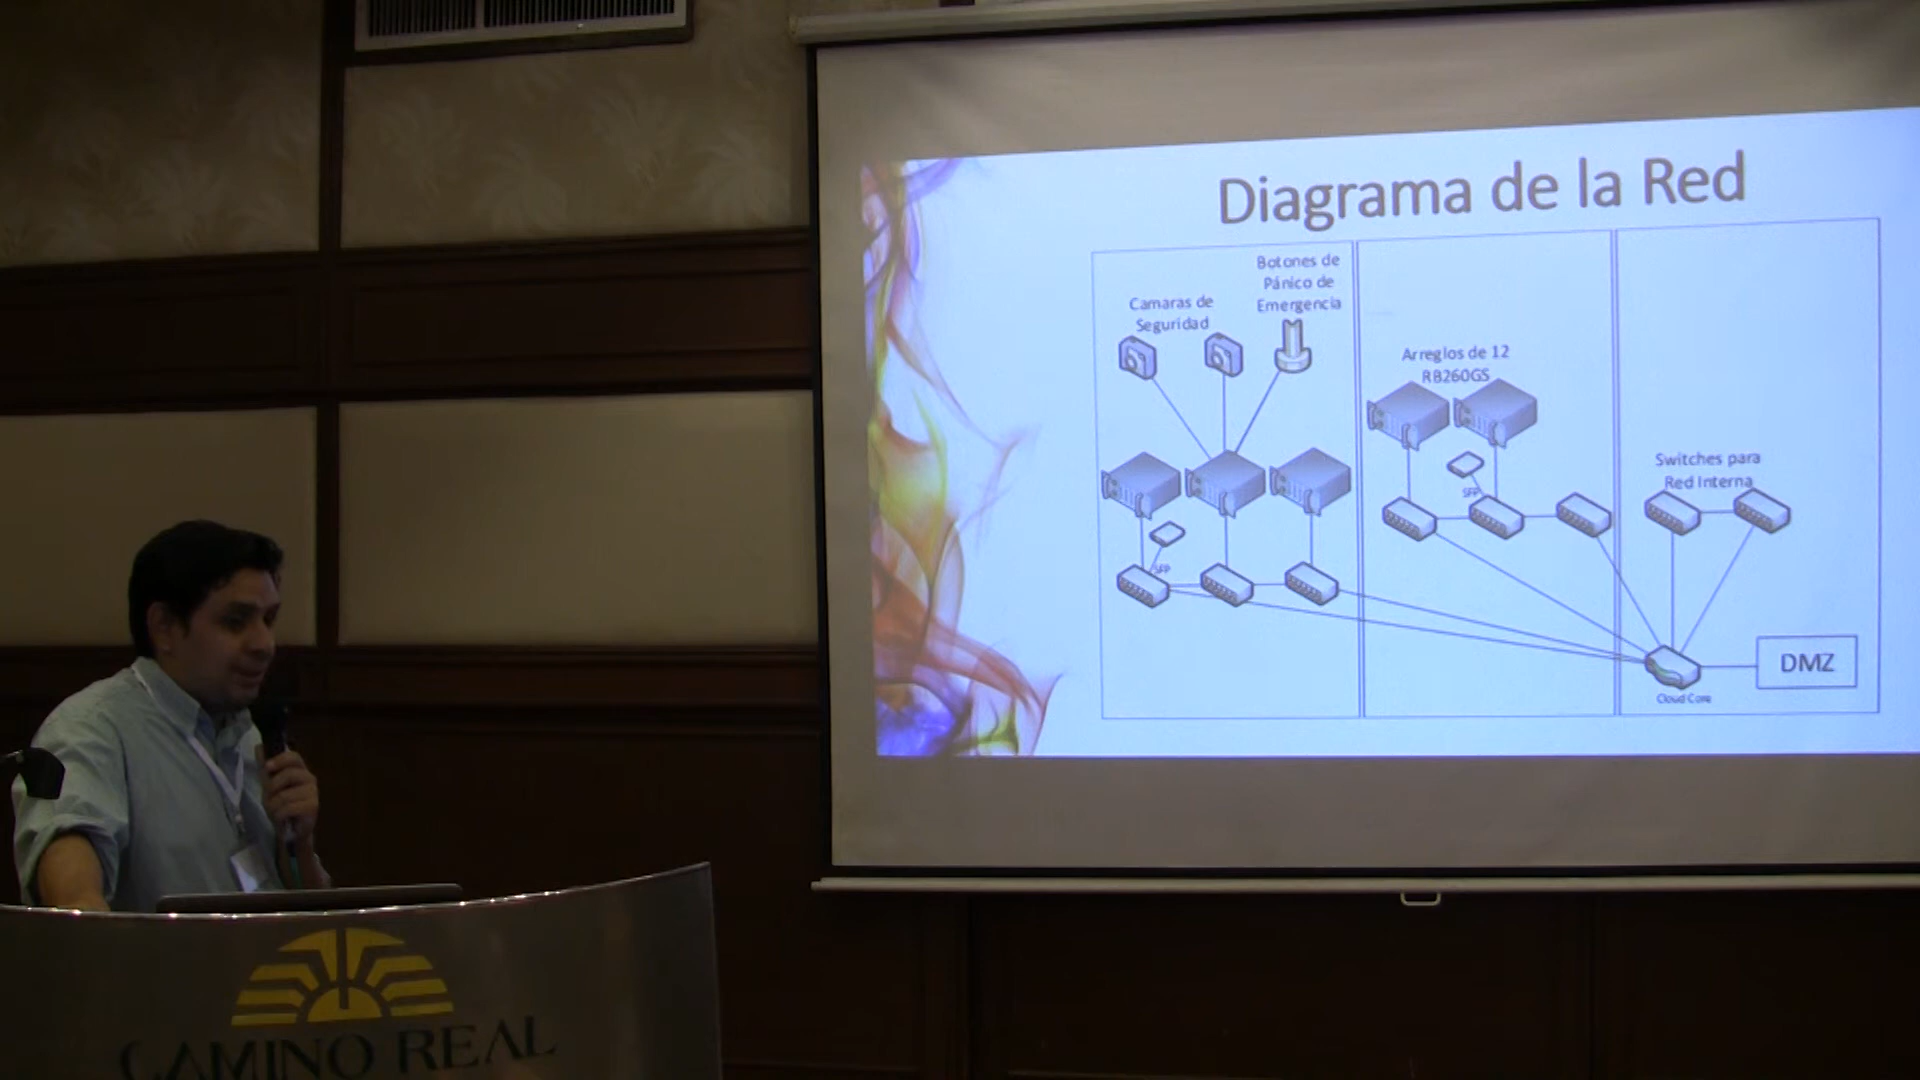 Diagrama de la Red
Botones de
Pánico de
Emergencia
Camaras de
Seguridad
SFP
Arreglos de 12
RB260GS
SFP
Switches para
Red Interna
Cloud Core
DMZ
CAMINO REAL